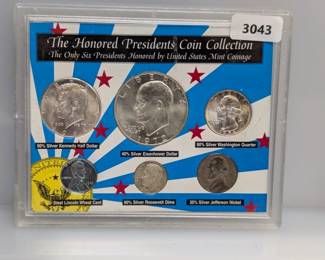 3043
The Honored Presidents Coin Collection
The Only Six Presidents Honored by United States Mint Coinage
LIBERTY
90% Silver Kennedy Half Dollar
40% Silver Eisenhower Dollar
90% Silver Washington Quarter
Steel Lincoln Wheat Cent
90% Silver Roosevelt Dime
35% Silver Jefferson Nickel